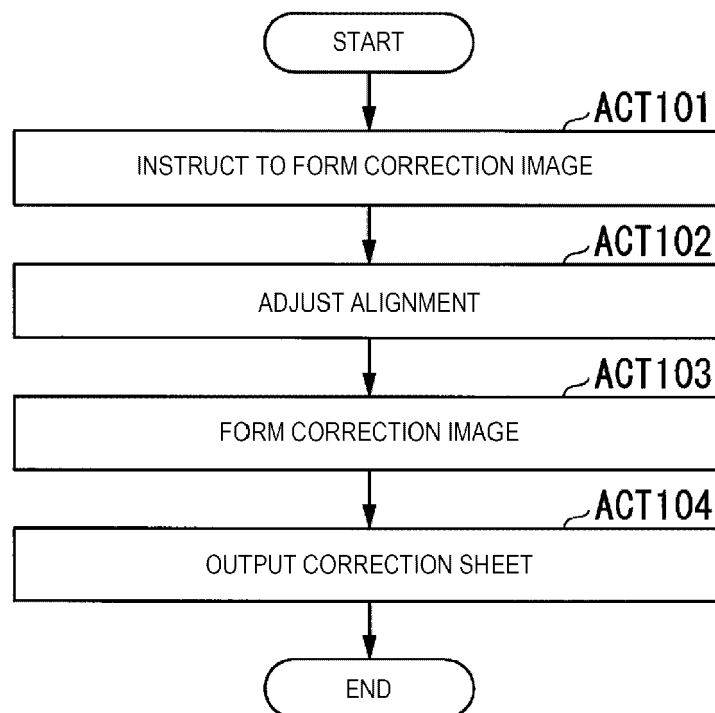 START
ACT101
INSTRUCT TO FORM CORRECTION IMAGE
ACT102
ADJUST ALIGNMENT
ACT103
FORM CORRECTION IMAGE
ACT104
OUTPUT CORRECTION SHEET
END